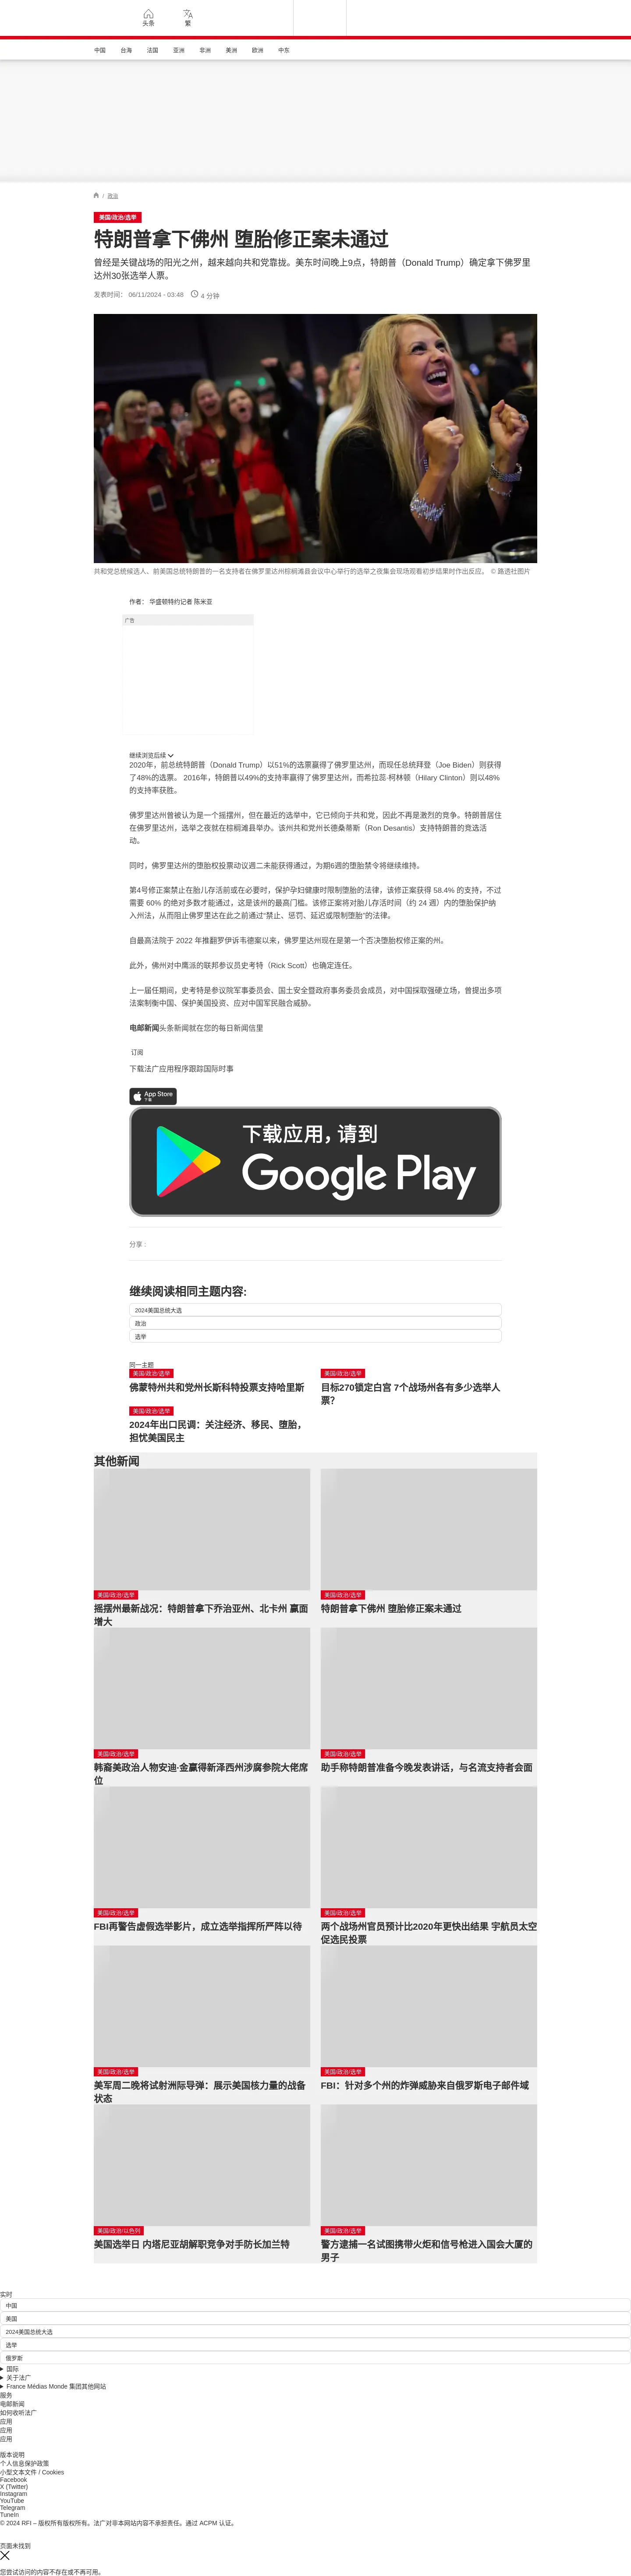 头条
繁
中国
台海
法国
亚洲
非洲
美洲
欧洲
中东
/ 政治
美国/政治/选举
特朗普拿下佛州 堕胎修正案未通过
曾经是关键战场的阳光之州，越来越向共和党靠拢。美东时间晚上9点，特朗普（Donald Trump）确定拿下佛罗里
达州30张选举人票。
发表时间： 06/11/2024 - 03:48
4 分钟
共和党总统候选人、前美国总统特朗普的一名支持者在佛罗里达州棕榈滩县会议中心举行的选举之夜集会现场观看初步结果时作出反应。 © 路透社图片
作者： 华盛顿特约记者 陈米亚
广告
继续浏览后续
2020年，前总统特朗普（Donald Trump）以51%的选票赢得了佛罗里达州，而现任总统拜登（Joe Biden）则获得
了48%的选票。 2016年，特朗普以49%的支持率赢得了佛罗里达州，而希拉蕊·柯林顿（Hilary Clinton）则以48%
的支持率获胜。
佛罗里达州曾被认为是一个摇摆州，但在最近的选举中，它已倾向于共和党，因此不再是激烈的竞争。特朗普居住
在佛罗里达州，选举之夜就在棕榈滩县举办。该州共和党州长德桑蒂斯（Ron Desantis）支持特朗普的竞选活
动。
同时，佛罗里达州的堕胎权投票动议週二未能获得通过，为期6週的堕胎禁令将继续维持。
第4号修正案禁止在胎儿存活前或在必要时，保护孕妇健康时限制堕胎的法律，该修正案获得 58.4% 的支持，不过
需要 60% 的绝对多数才能通过，这是该州的最高门槛。该修正案将对胎儿存活时间（约 24 週）内的堕胎保护纳
入州法，从而阻止佛罗里达在此之前通过“禁止、惩罚、延迟或限制堕胎”的法律。
自最高法院于 2022 年推翻罗伊诉韦德案以来，佛罗里达州现在是第一个否决堕胎权修正案的州。
此外，佛州对中鹰派的联邦参议员史考特（Rick Scott）也确定连任。
上一届任期间，史考特是参议院军事委员会、国土安全暨政府事务委员会成员，对中国採取强硬立场，曾提出多项
法案制衡中国、保护美国投资、应对中国军民融合威胁。
电邮新闻头条新闻就在您的每日新闻信里
订阅
下载法广应用程序跟踪国际时事
App Store
下载
下载应用，请到
Google Play
分享 :
继续阅读相同主题内容:
2024美国总统大选
政治
选举
同一主题
美国/政治/选举
佛蒙特州共和党州长斯科特投票支持哈里斯
美国/政治/选举
目标270锁定白宫 7个战场州各有多少选举人
票？
美国/政治/选举
2024年出口民调：关注经济、移民、堕胎，
担忧美国民主
其他新闻
美国/政治/选举
摇摆州最新战况：特朗普拿下乔治亚州、北卡州 赢面
增大
美国/政治/选举
特朗普拿下佛州 堕胎修正案未通过
美国/政治/选举
韩裔美政治人物安迪·金赢得新泽西州涉腐参院大佬席
位
美国/政治/选举
助手称特朗普准备今晚发表讲话，与名流支持者会面
美国/政治/选举
FBI再警告虚假选举影片，成立选举指挥所严阵以待
美国/政治/选举
两个战场州官员预计比2020年更快出结果 宇航员太空
促选民投票
美国/政治/选举
美军周二晚将试射洲际导弹：展示美国核力量的战备
状态
美国/政治/选举
FBI：针对多个州的炸弹威胁来自俄罗斯电子邮件域
美国/政治/以色列
美国选举日 内塔尼亚胡解职竞争对手防长加兰特
美国/政治/选举
警方逮捕一名试图携带火炬和信号枪进入国会大厦的
男子
实时
中国
美国
2024美国总统大选
选举
俄罗斯
国际
关于法广
France Médias Monde 集团其他网站
服务
电邮新闻
如何收听法广
应用
应用
应用
版本说明
个人信息保护政策
小型文本文件 / Cookies
Facebook
X (Twitter)
Instagram
YouTube
Telegram
TuneIn
© 2024 RFI – 版权所有版权所有。法广对非本网站内容不承担责任。通过 ACPM 认证。
页面未找到
您尝试访问的内容不存在或不再可用。